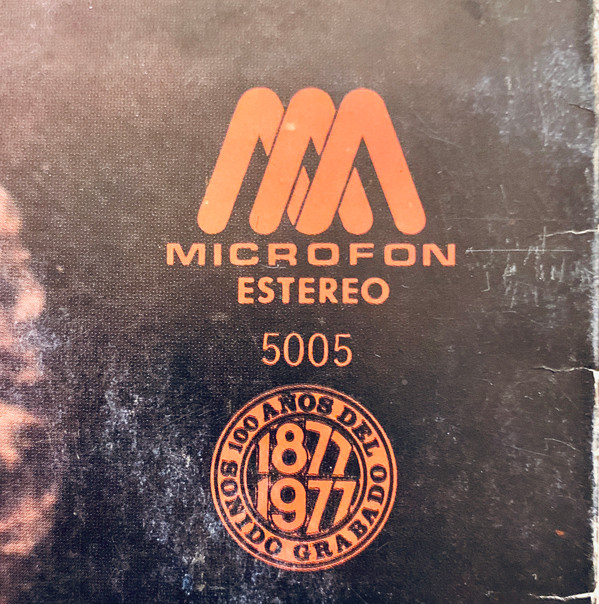 MICROFON
ESTEREO
5005
100 AÑOS DEL
1877
1977
SONIDO GRABADO